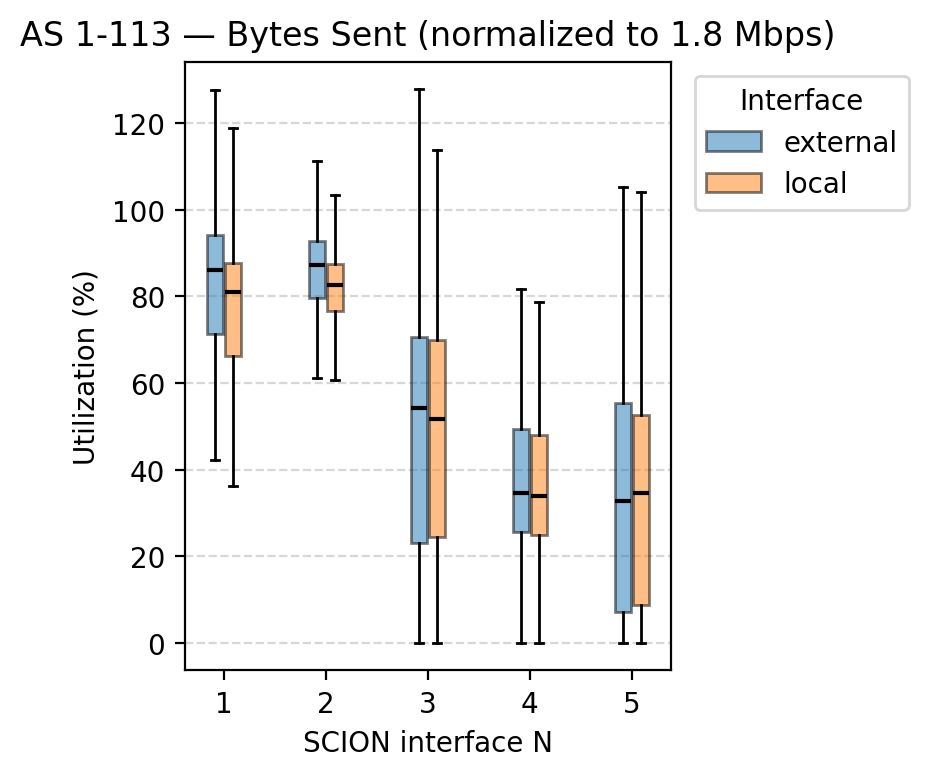 AS 1-113 — Bytes Sent (normalized to 1.8 Mbps)
Interface
external
local
Utilization (%)
120
100
80
60
40
20
0
1 2 3 4 5
SCION interface N